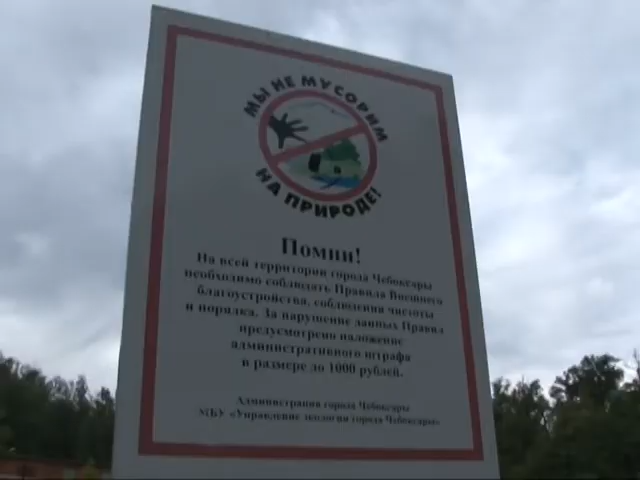 МЫ НЕ МУСОРИМ
НА ПРИРОДЕ!
Помни!
На всей территории города Чебоксары
необходимо соблюдать Правила Внешнего
благоустройства, соблюдения чистоты
и порядка. За нарушение данных Правил
предусмотрено наложение
административного штрафа
в размере до 1000 рублей.
Администрация города Чебоксары
МБУ «Управление экологии города Чебоксары»